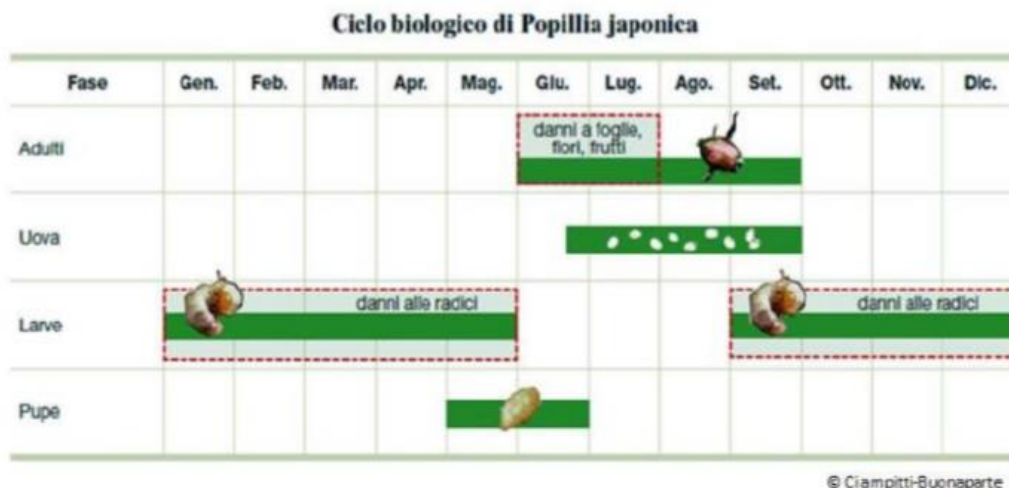 Ciclo biologico di Popillia japonica
Fase Gen. Feb. Mar. Apr. Mag. Giu. Lug. Ago. Set. Ott. Nov. Dic.
Adulti
danni a foglie,
fiori, frutti
Uova
Larve
danni alle radici
danni alle radici
Pupe
© Ciampitti-Buonaparte